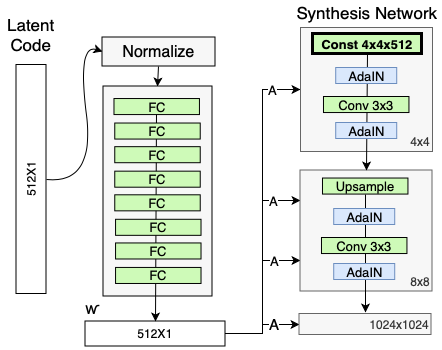 Latent
Code
512X1
Normalize
FC
FC
FC
FC
FC
FC
FC
FC
w
512X1
Synthesis Network
A
Const 4x4x512
AdaIN
Conv 3x3
AdaIN
4x4
A
Upsample
AdaIN
A
Conv 3x3
AdaIN
8x8
A
1024x1024